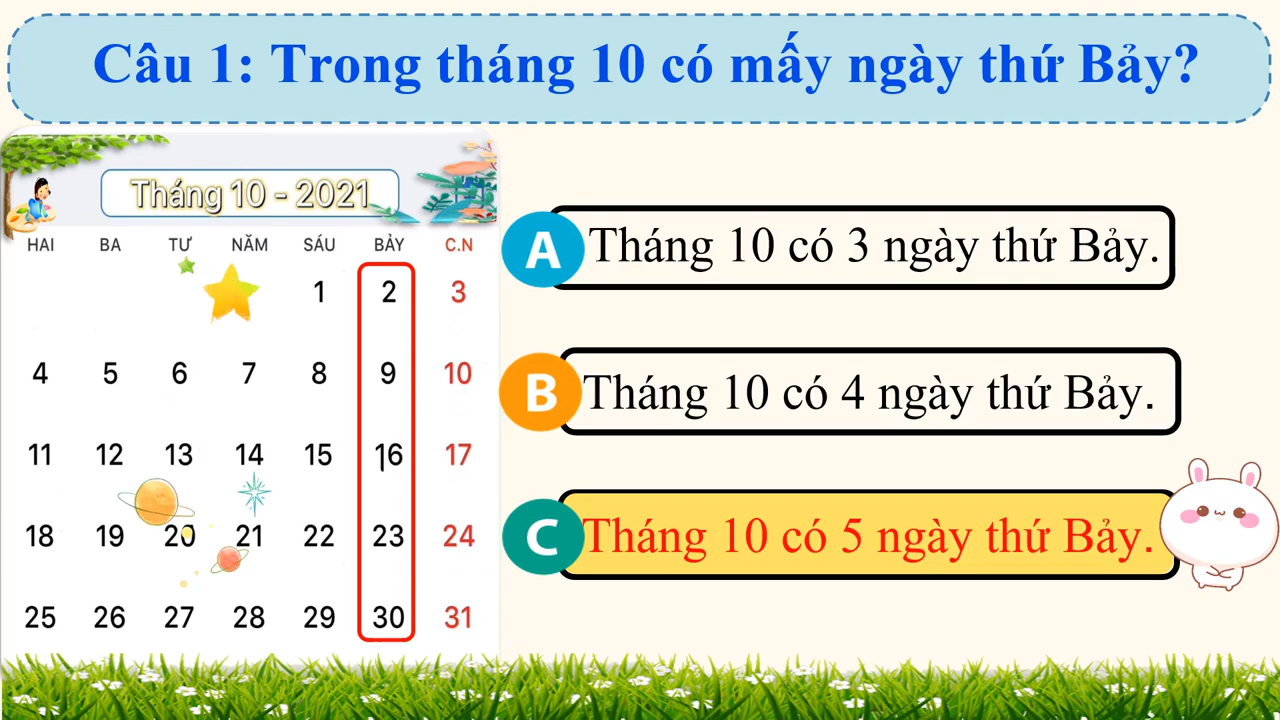 Câu 1: Trong tháng 10 có mấy ngày thứ Bảy?
Tháng 10 - 2021
HAI BA TƯ NĂM SÁU BẢY C.N
1 2 3
4 5 6 7 8 9 10
11 12 13 14 15 16 17
18 19 20 21 22 23 24
25 26 27 28 29 30 31
A Tháng 10 có 3 ngày thứ Bảy.
B Tháng 10 có 4 ngày thứ Bảy.
C Tháng 10 có 5 ngày thứ Bảy.